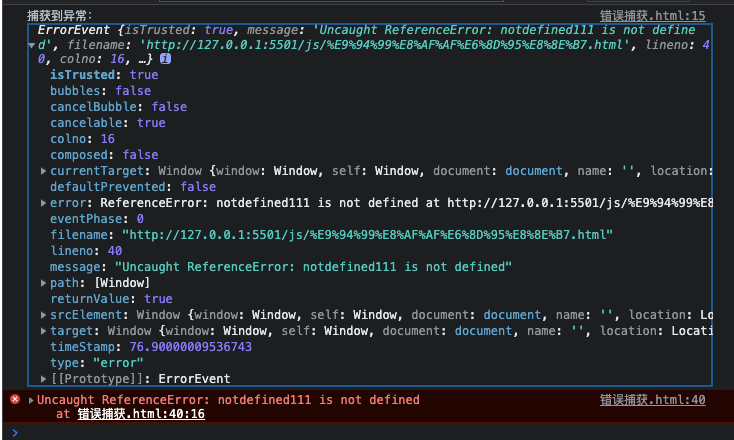 捕获到异常: 错误捕获.html:15
ErrorEvent {isTrusted: true, message: 'Uncaught ReferenceError: notdefined111 is not define
d', filename: 'http://127.0.0.1:5501/js/%E9%94%99%E8%AF%AF%E6%8D%95%E8%8E%B7.html', lineno: 4
0, colno: 16, …}
isTrusted: true
bubbles: false
cancelBubble: false
cancelable: true
colno: 16
composed: false
currentTarget: Window {window: Window, self: Window, document: document, name: '', location:
defaultPrevented: false
error: ReferenceError: notdefined111 is not defined at http://127.0.0.1:5501/js/%E9%94%99%E8
eventPhase: 0
filename: "http://127.0.0.1:5501/js/%E9%94%99%E8%AF%AF%E6%8D%95%E8%8E%B7.html"
lineno: 40
message: "Uncaught ReferenceError: notdefined111 is not defined"
path: [Window]
returnValue: true
srcElement: Window {window: Window, self: Window, document: document, name: '', location: Lo
target: Window {window: Window, self: Window, document: document, name: '', location: Locati
timeStamp: 76.90000009536743
type: "error"
[[Prototype]]: ErrorEvent
Uncaught ReferenceError: notdefined111 is not defined 错误捕获.html:40
at 错误捕获.html:40:16